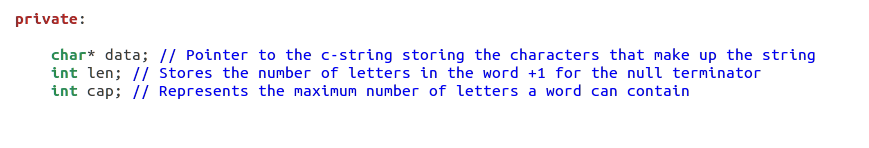 private:
char* data; // Pointer to the c-string storing the characters that make up the string
int len; // Stores the number of letters in the word +1 for the null terminator
int cap; // Represents the maximum number of letters a word can contain